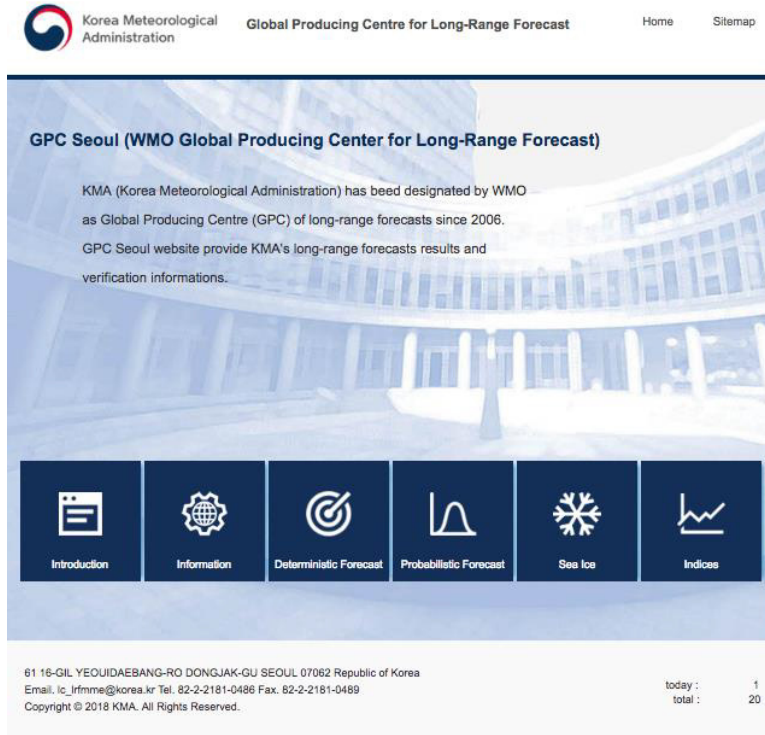 Korea Meteorological
Administration
Global Producing Centre for Long-Range Forecast
Home
Sitemap
GPC Seoul (WMO Global Producing Center for Long-Range Forecast)
KMA (Korea Meteorological Administration) has beed designated by WMO
as Global Producing Centre (GPC) of long-range forecasts since 2006.
GPC Seoul website provide KMA's long-range forecasts results and
verification informations.
Introduction
Information
Deterministic Forecast
Probabilistic Forecast
Sea Ice
Indices
61 16-GIL YEOUIDAEBANG-RO DONGJAK-GU SEOUL 07062 Republic of Korea
Email. lc_lrfmme@korea.kr Tel. 82-2-2181-0486 Fax. 82-2-2181-0489
Copyright © 2018 KMA. All Rights Reserved.
today : 1
total : 20